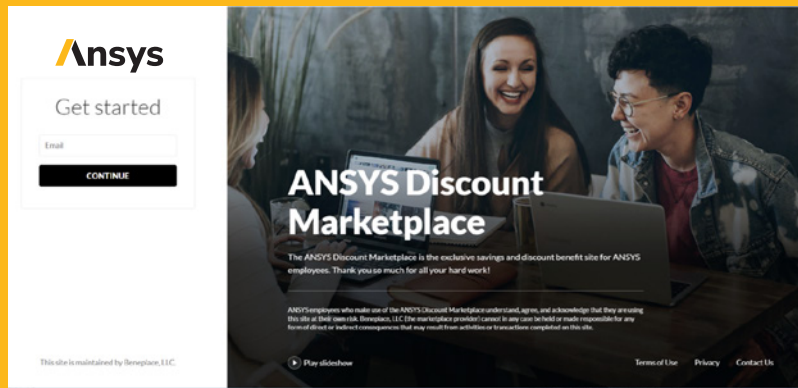 Ansys
Get started
Email
CONTINUE
This site is maintained by Beneplace, LLC.
ANSYS Discount
Marketplace
The ANSYS Discount Marketplace is the exclusive savings and discount benefit site for ANSYS
employees. Thank you so much for all your hard work!
ANSYS employees who make use of the ANSYS Discount Marketplace understand, agree, and acknowledge that they are using
this site at their own risk. Beneplace, LLC (the marketplace provider) cannot in any case be held or made responsible for any
form of direct or indirect consequences that may result from activities or transactions completed on this site.
Play slideshow
Terms of Use Privacy Contact Us